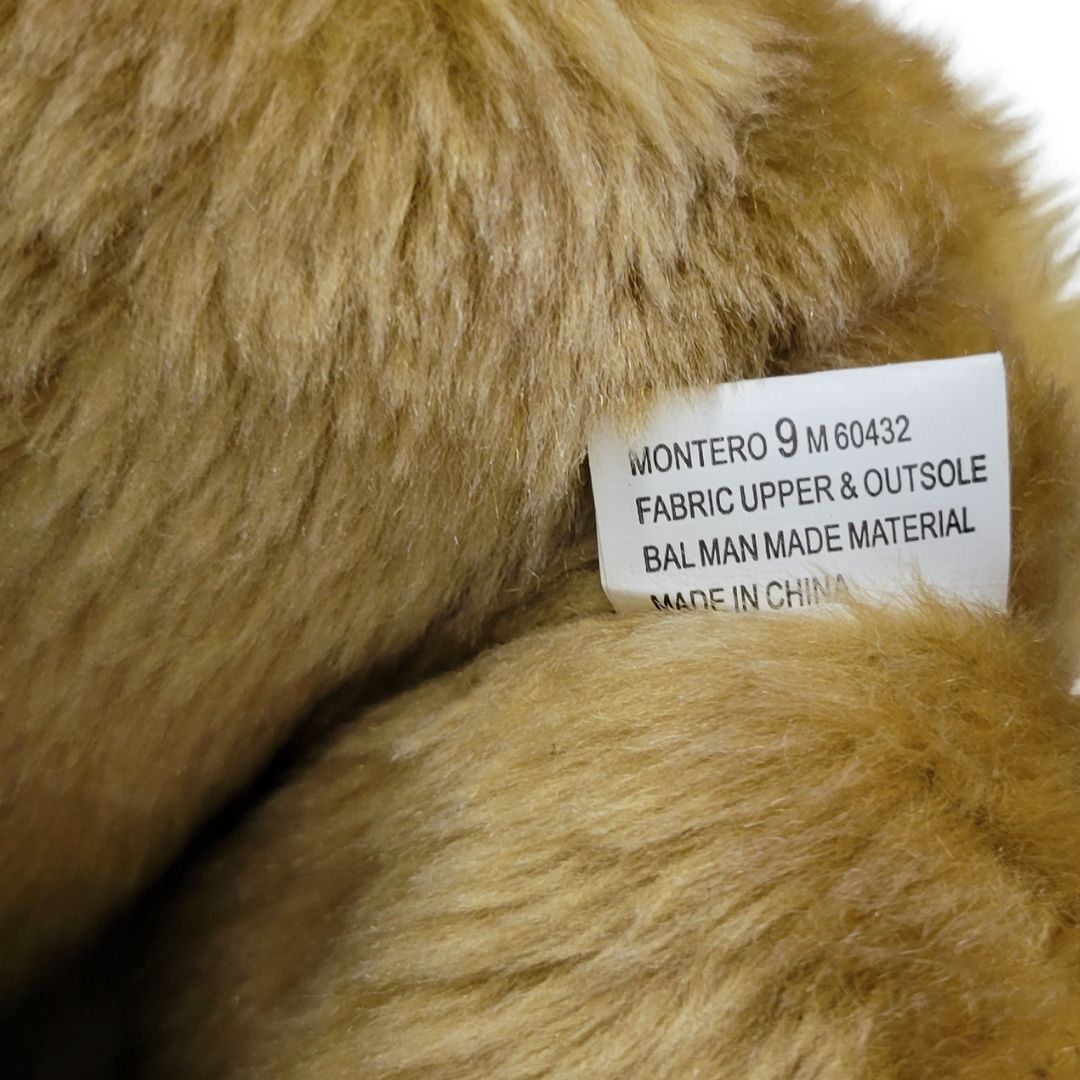 MONTERO 9 M 60432
FABRIC UPPER & OUTSOLE
BAL MAN MADE MATERIAL
MADE IN CHINA